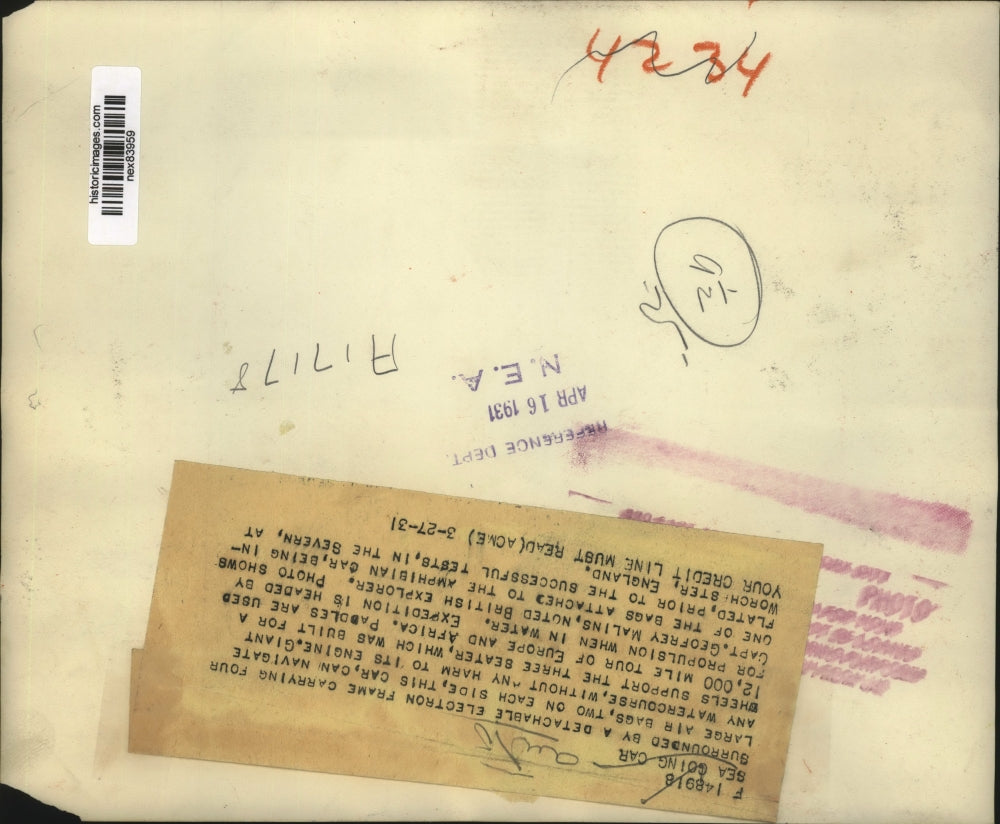 4234
historicimages.com
nex83959
A17178
REFERENCE DEPT.
APR 16 1931
N.E.A.
PHOTO
F 148918
SEA GOING CAR
auto
SURROUNDED BY A DETACHABLE ELECTRON FRAME CARRYING FOUR
LARGE AIR BAGS, TWO ON EACH SIDE, THIS, CAR, CAN NAVIGATE
ANY WATERCOURSE, WITHOUT ANY HARM TO ITS ENGINE.GIANT
WHEELS SUPPORT THE THREE SEATER, WHICH WAS BUILT FOR A
12,000 MILE TOUR OF EUROPE AND AFRICA. PADDLES ARE USED
FOR PROPULSION WHEN IN WATER. EXPEDITION IS HEADED BY
CAPT.GEOFREY MALINS, NOTED BRITISH EXPLORER. PHOTO SHOWS
ONE OF THE BAGS ATTACHED TO THE AMPHIBIAN CAR, BEING IN-
FLATED, PRIOR TO THE SUCCESSFUL TESTS, IN THE SEVERN, AT
WORCHESTER, ENGLAND.
YOUR CREDIT LINE MUST READ(ACME) 3-27-31